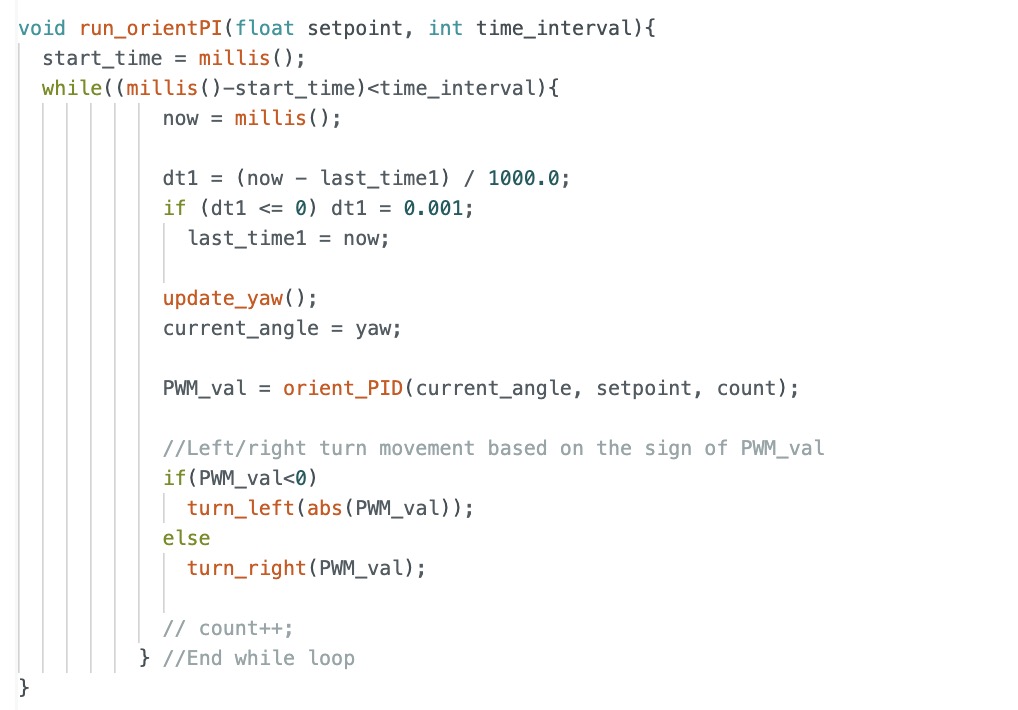 void run_orientPI(float setpoint, int time_interval){
start_time = millis();
while((millis()-start_time)<time_interval){
now = millis();
dt1 = (now - last_time1) / 1000.0;
if (dt1 <= 0) dt1 = 0.001;
last_time1 = now;
update_yaw();
current_angle = yaw;
PWM_val = orient_PID(current_angle, setpoint, count);
//Left/right turn movement based on the sign of PWM_val
if(PWM_val<0)
turn_left(abs(PWM_val));
else
turn_right(PWM_val);
// count++;
} //End while loop
}